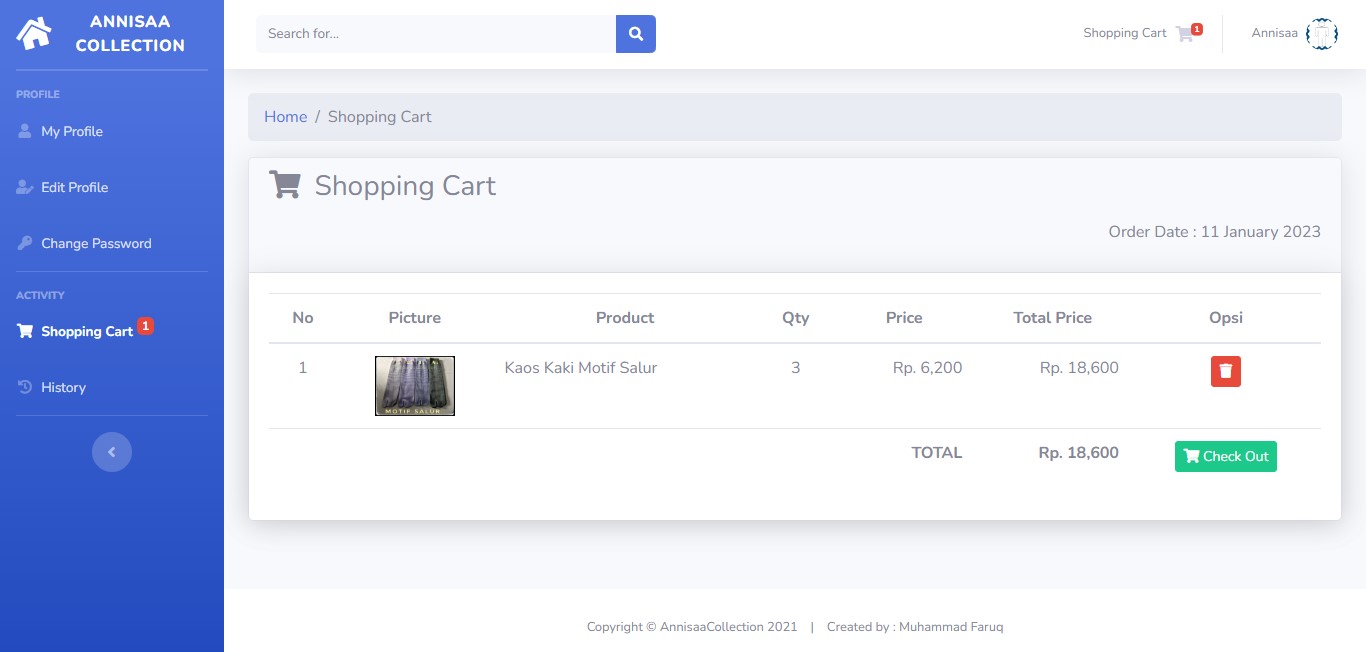 ANNISAA
COLLECTION
Search for...
Shopping Cart 1
Annisaa
PROFILE
My Profile
Edit Profile
Change Password
ACTIVITY
Shopping Cart 1
History
Home / Shopping Cart
Shopping Cart
Order Date : 11 January 2023
No Picture Product Qty Price Total Price Opsi
1 MOTIF SALUR Kaos Kaki Motif Salur 3 Rp. 6,200 Rp. 18,600
TOTAL Rp. 18,600 Check Out
Copyright © AnnisaaCollection 2021 | Created by : Muhammad Faruq